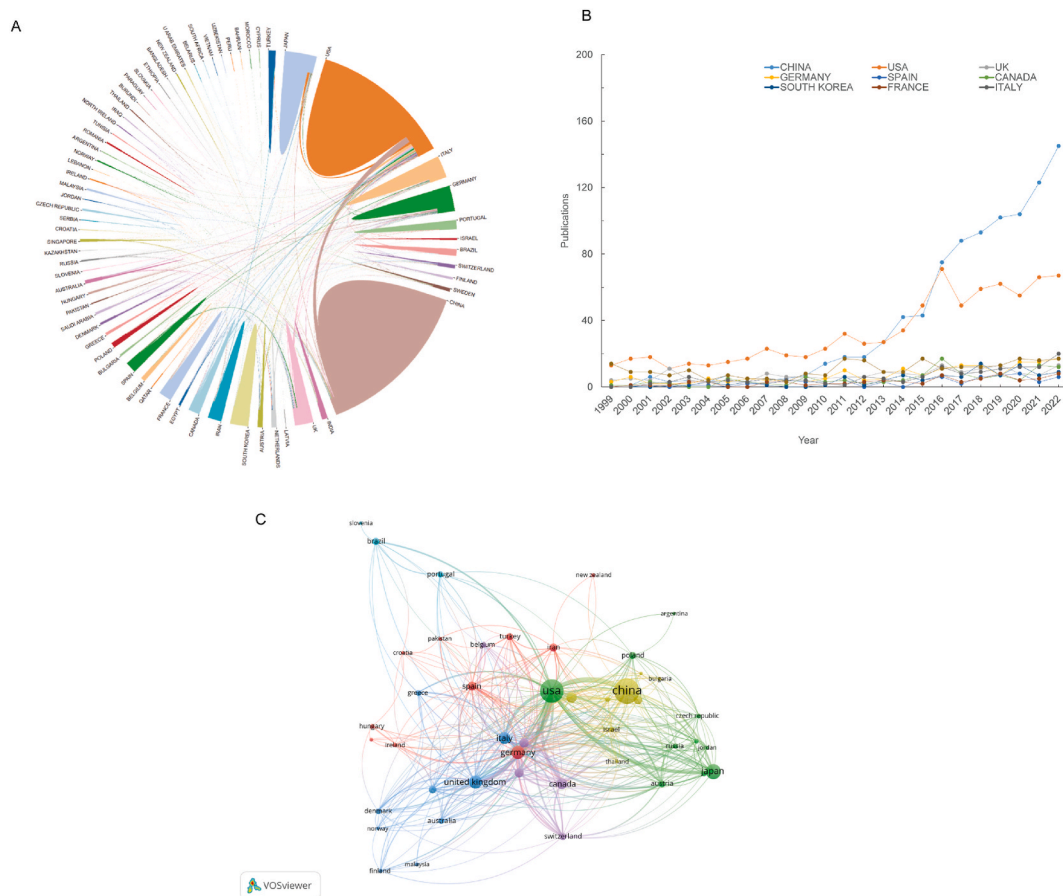 A
U ARAB EMIRATES
NEW ZEALAND
BELARUS
SOUTH AFRICA
VIETNAM
UZBEKISTAN
PERU
BAHRAIN
MOROCCO
CYPRUS
TURKEY
JAPAN
USA
ITALY
GERMANY
PORTUGAL
ISRAEL
BRAZIL
SWITZERLAND
FINLAND
SWEDEN
CHINA
INDIA
UK
LATVIA
NETHERLANDS
AUSTRIA
SOUTH KOREA
IRAN
CANADA
EGYPT
FRANCE
QATAR
BELGIUM
SPAIN
BULGARIA
POLAND
GREECE
DENMARK
SAUDI ARABIA
PAKISTAN
HUNGARY
AUSTRALIA
SLOVENIA
RUSSIA
KAZAKHSTAN
SINGAPORE
CROATIA
SERBIA
CZECH REPUBLIC
JORDAN
MALAYSIA
IRELAND
LEBANON
NORWAY
ARGENTINA
ROMANIA
TUNISIA
NORTH IRELAND
IRAQ
THAILAND
BURUNDI
PARAGUAY
SLOVAKIA
ETHIOPIA
BANGLADESH
B
200
160
120
80
40
0
Publications
CHINA USA UK
GERMANY SPAIN CANADA
SOUTH KOREA FRANCE ITALY
1999 2000 2001 2002 2003 2004 2005 2006 2007 2008 2009 2010 2011 2012 2013 2014 2015 2016 2017 2018 2019 2020 2021 2022
Year
C
slovenia
brazil
portugal
new zealand
argentina
pakistan
turkey
belgium
croatia
iran
poland
bulgaria
spain
usa
china
greece
czech republic
hungary
italy
israel
ireland
germany
russia
jordan
thailand
japan
united kingdom
canada
austria
denmark
australia
norway
switzerland
malaysia
finland
VOSviewer